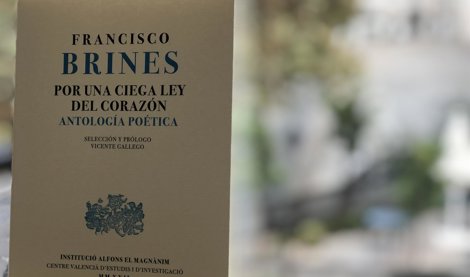 FRANCISCO
BRINES
POR UNA CIEGA LEY
DEL CORAZÓN
ANTOLOGÍA POÉTICA
SELECCIÓN Y PRÓLOGO
VICENTE GALLEGO
INSTITUCIÓ ALFONS EL MAGNÀNIM
CENTRE VALENCIÀ D'ESTUDIS I D'INVESTIGACIÓ